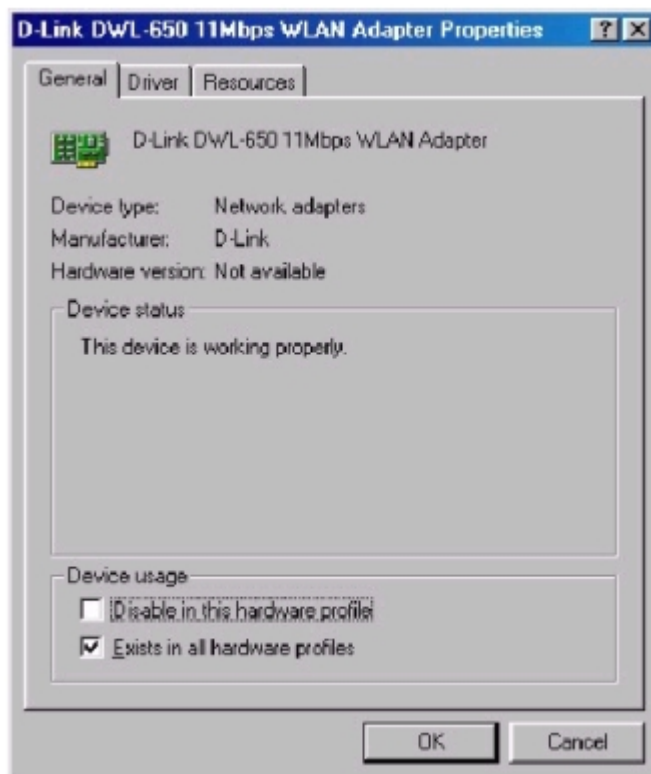 D-Link DWL-650 11Mbps WLAN Adapter Properties
General Driver Resources
D-Link DWL-650 11Mbps WLAN Adapter
Device type: Network adapters
Manufacturer: D-Link
Hardware version: Not available
Device status
This device is working properly.
Device usage
Disable in this hardware profile
Exists in all hardware profiles
OK Cancel